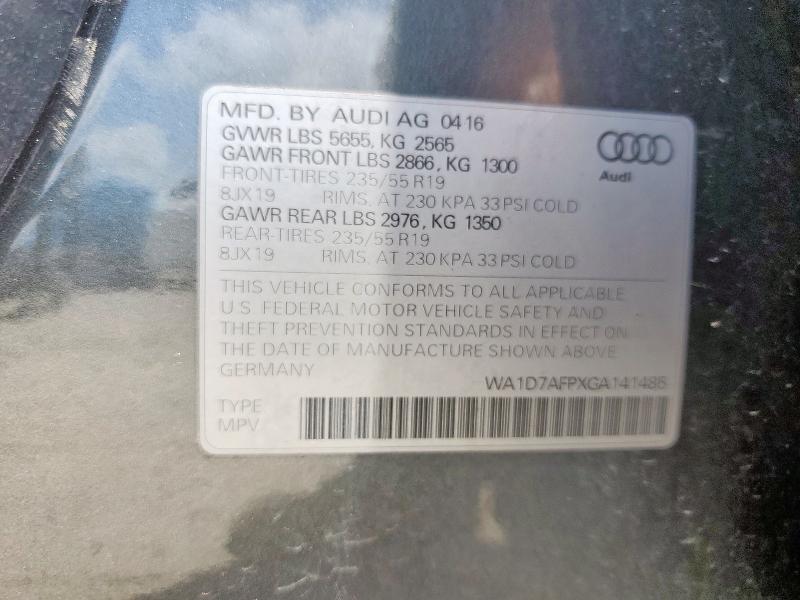 MFD. BY AUDI AG 04 16
GVWR LBS 5655, KG 2565
GAWR FRONT LBS 2866, KG 1300
FRONT-TIRES 235/55 R19
8JX19 RIMS. AT 230 KPA 33 PSI COLD
GAWR REAR LBS 2976, KG 1350
REAR-TIRES 235/55 R19
8JX19 RIMS. AT 230 KPA 33 PSI COLD
Audi
THIS VEHICLE CONFORMS TO ALL APPLICABLE
U.S. FEDERAL MOTOR VEHICLE SAFETY AND
THEFT PREVENTION STANDARDS IN EFFECT ON
THE DATE OF MANUFACTURE SHOWN ABOVE
GERMANY
WA1D7AFPXGA141485
TYPE
MPV